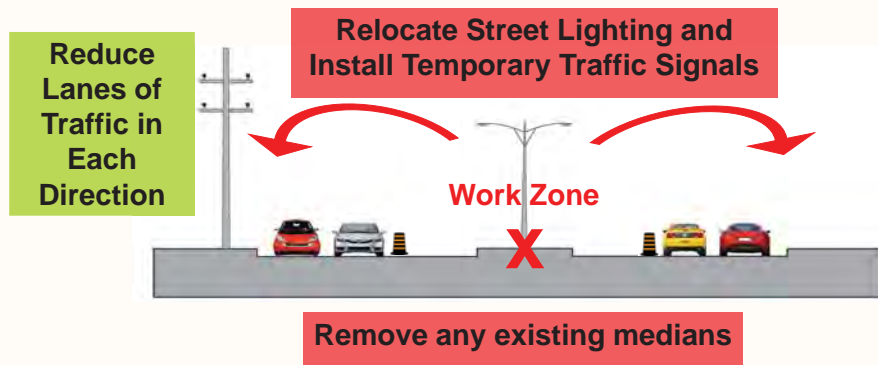 Reduce
Lanes of
Traffic in
Each
Direction
Relocate Street Lighting and
Install Temporary Traffic Signals
Work Zone
X
Remove any existing medians